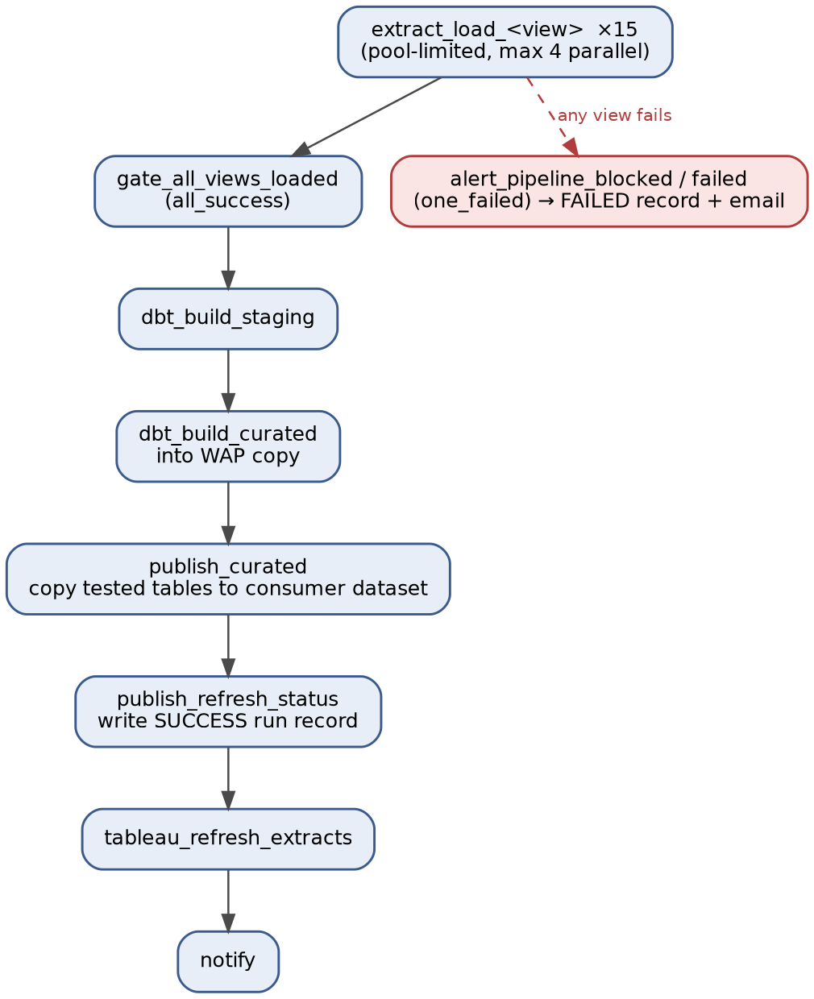 extract_load_<view>  ×15
(pool-limited, max 4 parallel)
any view fails
gate_all_views_loaded
(all_success)
alert_pipeline_blocked / failed
(one_failed) → FAILED record + email
dbt_build_staging
dbt_build_curated
into WAP copy
publish_curated
copy tested tables to consumer dataset
publish_refresh_status
write SUCCESS run record
tableau_refresh_extracts
notify